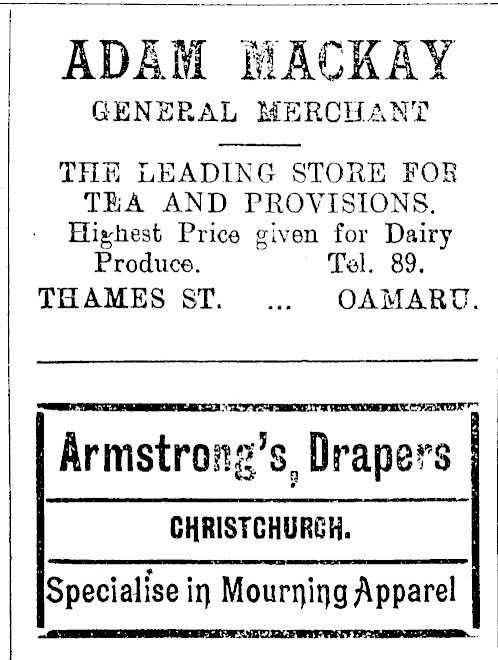 ADAM MACKAY
GENERAL MERCHANT
THE LEADING STORE FOR
TEA AND PROVISIONS.
Highest Price given for Dairy
Produce. Tel. 89.
THAMES ST. ... OAMARU.
Armstrong's, Drapers
CHRISTCHURCH.
Specialise in Mourning Apparel